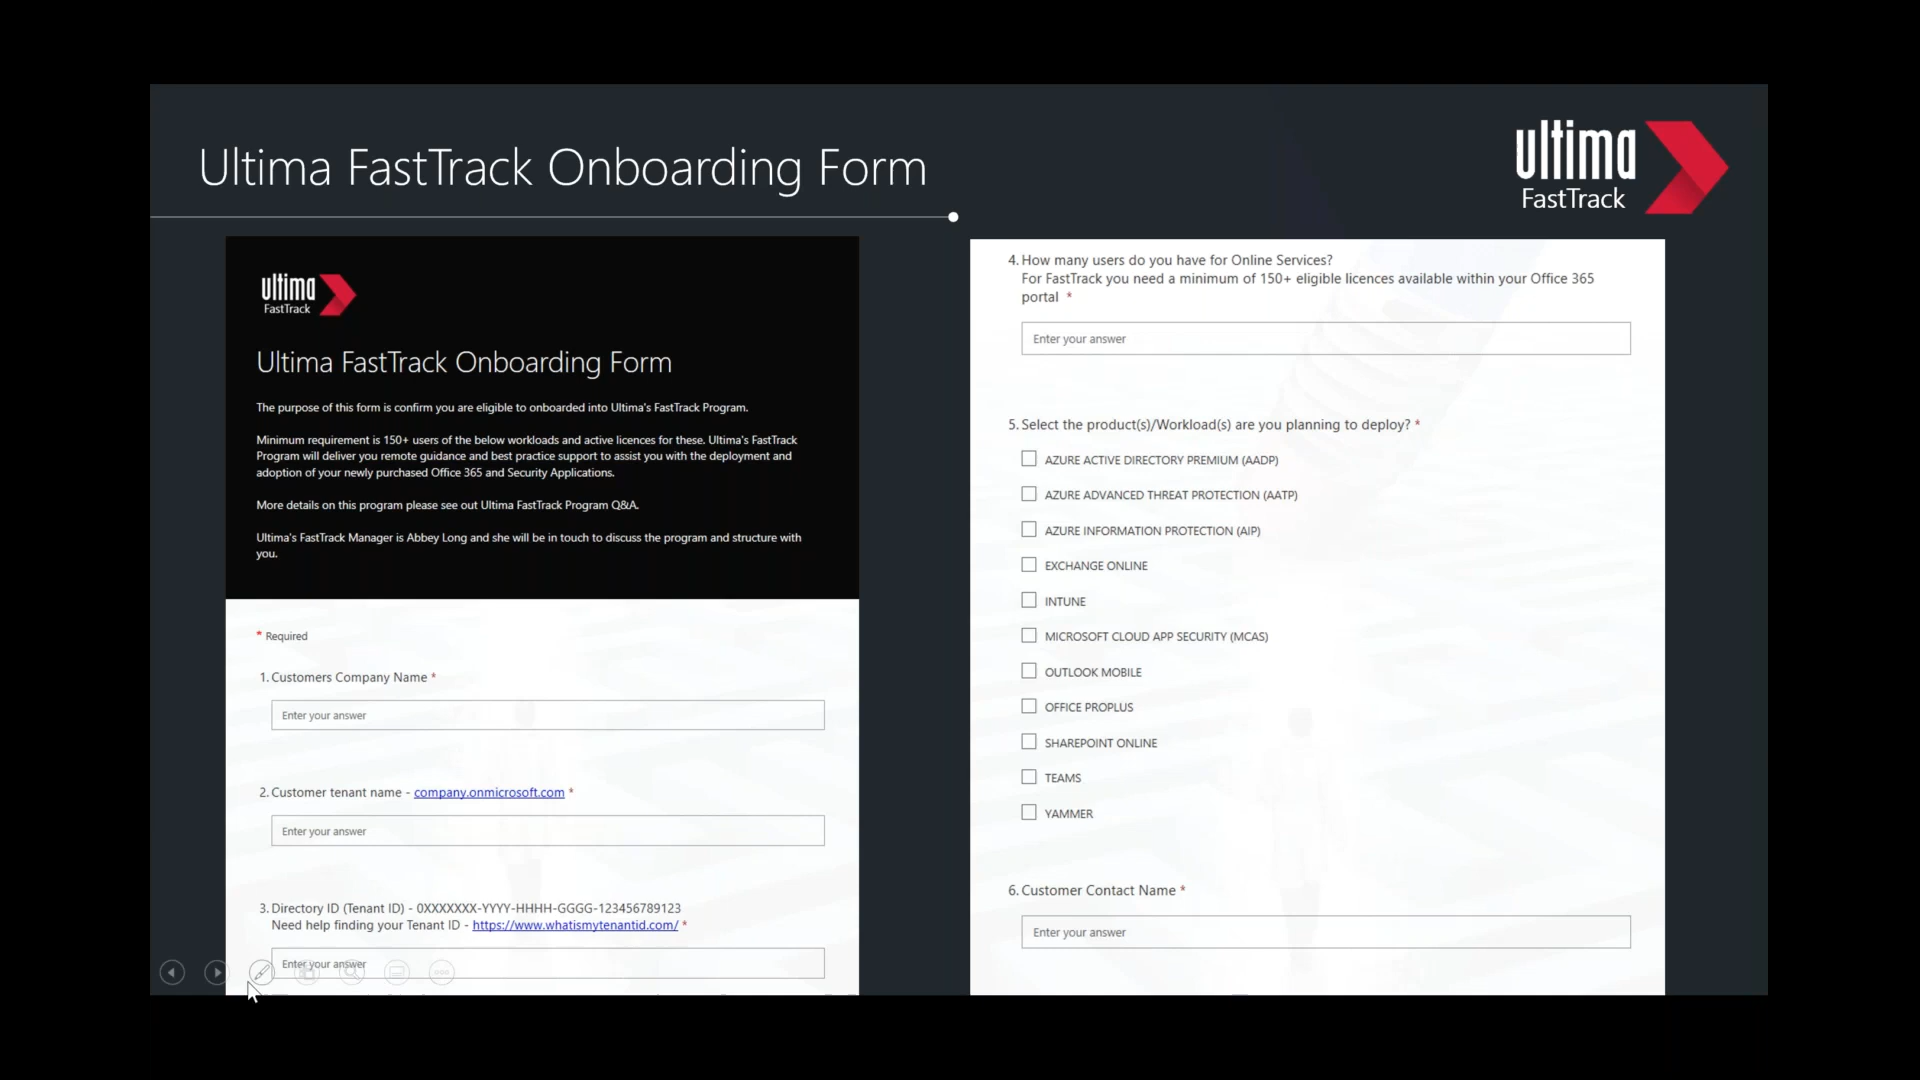 Ultima FastTrack Onboarding Form
ultima
FastTrack
ultima
FastTrack
Ultima FastTrack Onboarding Form
The purpose of this form is confirm you are eligible to onboarded into Ultima's FastTrack Program.
Minimum requirement is 150+ users of the below workloads and active licences for these. Ultima's FastTrack
Program will deliver you remote guidance and best practice support to assist you with the deployment and
adoption of your newly purchased Office 365 and Security Applications.
More details on this program please see out Ultima FastTrack Program Q&A.
Ultima's FastTrack Manager is Abbey Long and she will be in touch to discuss the program and structure with
you.
* Required
1. Customers Company Name *
Enter your answer
2. Customer tenant name - company.onmicrosoft.com *
Enter your answer
3. Directory ID (Tenant ID) - 0XXXXXXX-YYYY-HHHH-GGGG-123456789123
Need help finding your Tenant ID - https://www.whatismytenantid.com/ *
Enter your answer
4. How many users do you have for Online Services?
For FastTrack you need a minimum of 150+ eligible licences available within your Office 365
portal *
Enter your answer
5. Select the product(s)/Workload(s) are you planning to deploy? *
AZURE ACTIVE DIRECTORY PREMIUM (AADP)
AZURE ADVANCED THREAT PROTECTION (AATP)
AZURE INFORMATION PROTECTION (AIP)
EXCHANGE ONLINE
INTUNE
MICROSOFT CLOUD APP SECURITY (MCAS)
OUTLOOK MOBILE
OFFICE PROPLUS
SHAREPOINT ONLINE
TEAMS
YAMMER
6. Customer Contact Name *
Enter your answer